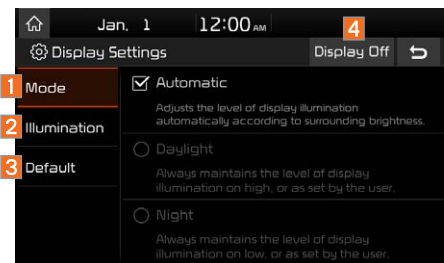 Jan. 1 12:00 AM
4
Display Settings Display Off
1 Mode
Automatic
Adjusts the level of display illumination
automatically according to surrounding brightness.
2 Illumination
Daylight
3 Default
Always maintains the level of display
illumination on high, or as set by the user.
Night
Always maintains the level of display
illumination on low, or as set by the user.